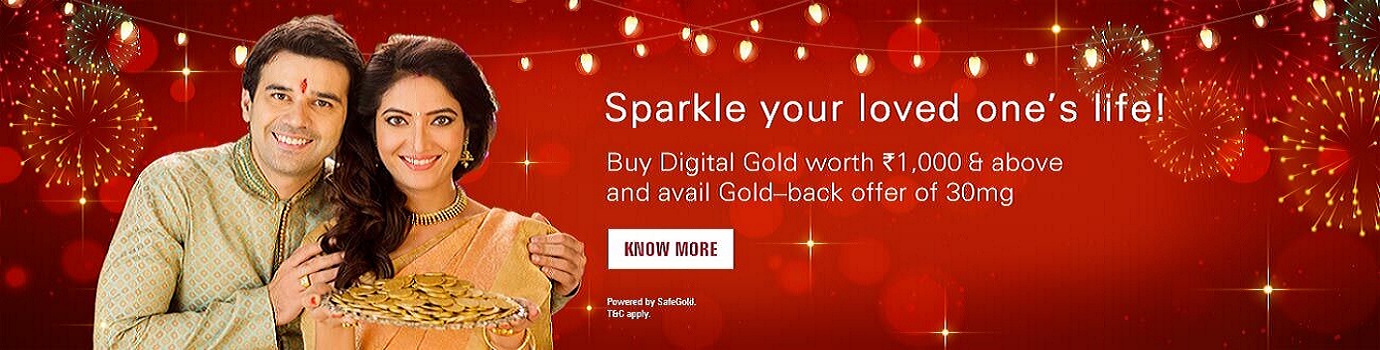 Sparkle your loved one's life!
Buy Digital Gold worth ₹1,000 & above
and avail Gold–back offer of 30mg
KNOW MORE
Powered by SafeGold.
T&C apply.